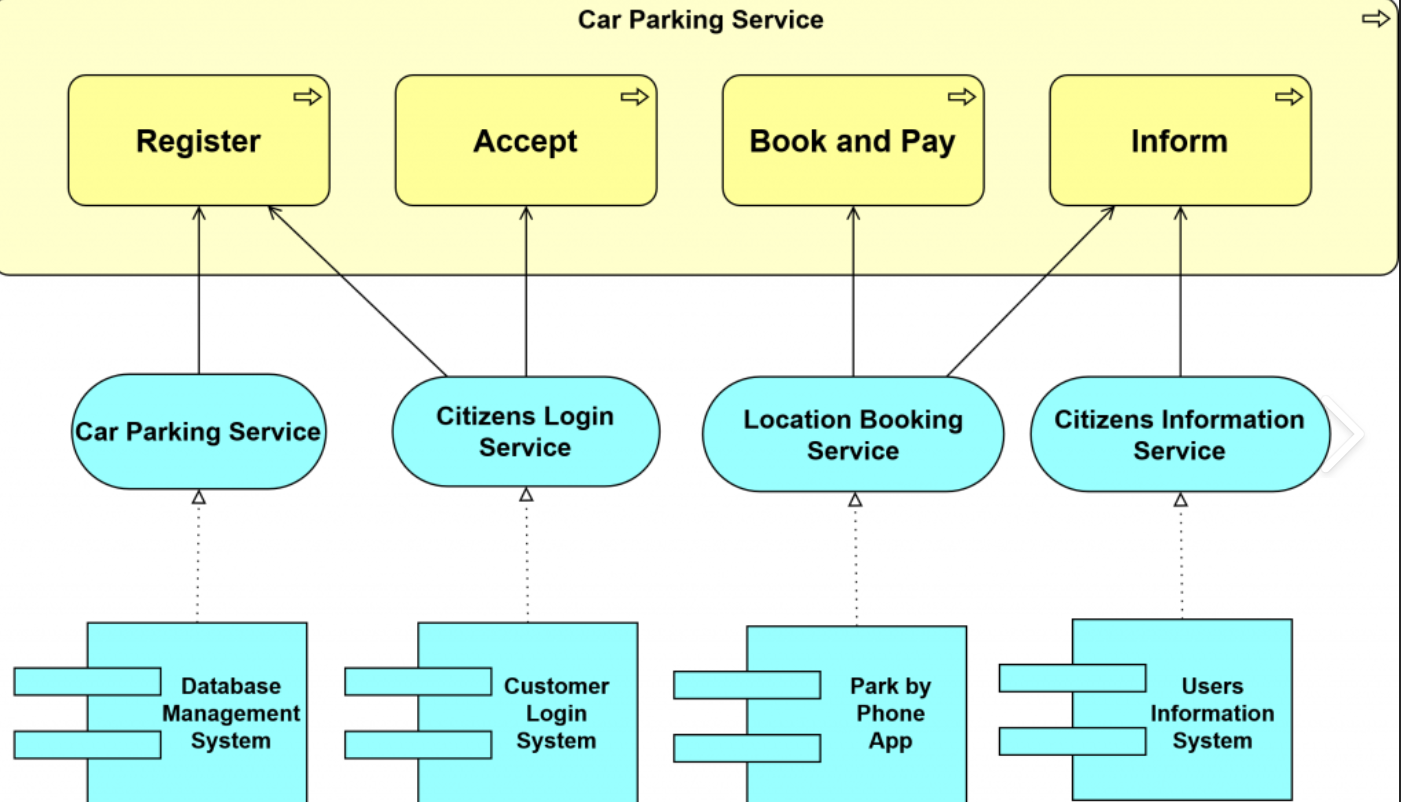 Car Parking Service
Register
Accept
Book and Pay
Inform
Car Parking Service
Citizens Login
Service
Location Booking
Service
Citizens Information
Service
Database
Management
System
Customer
Login
System
Park by
Phone
App
Users
Information
System